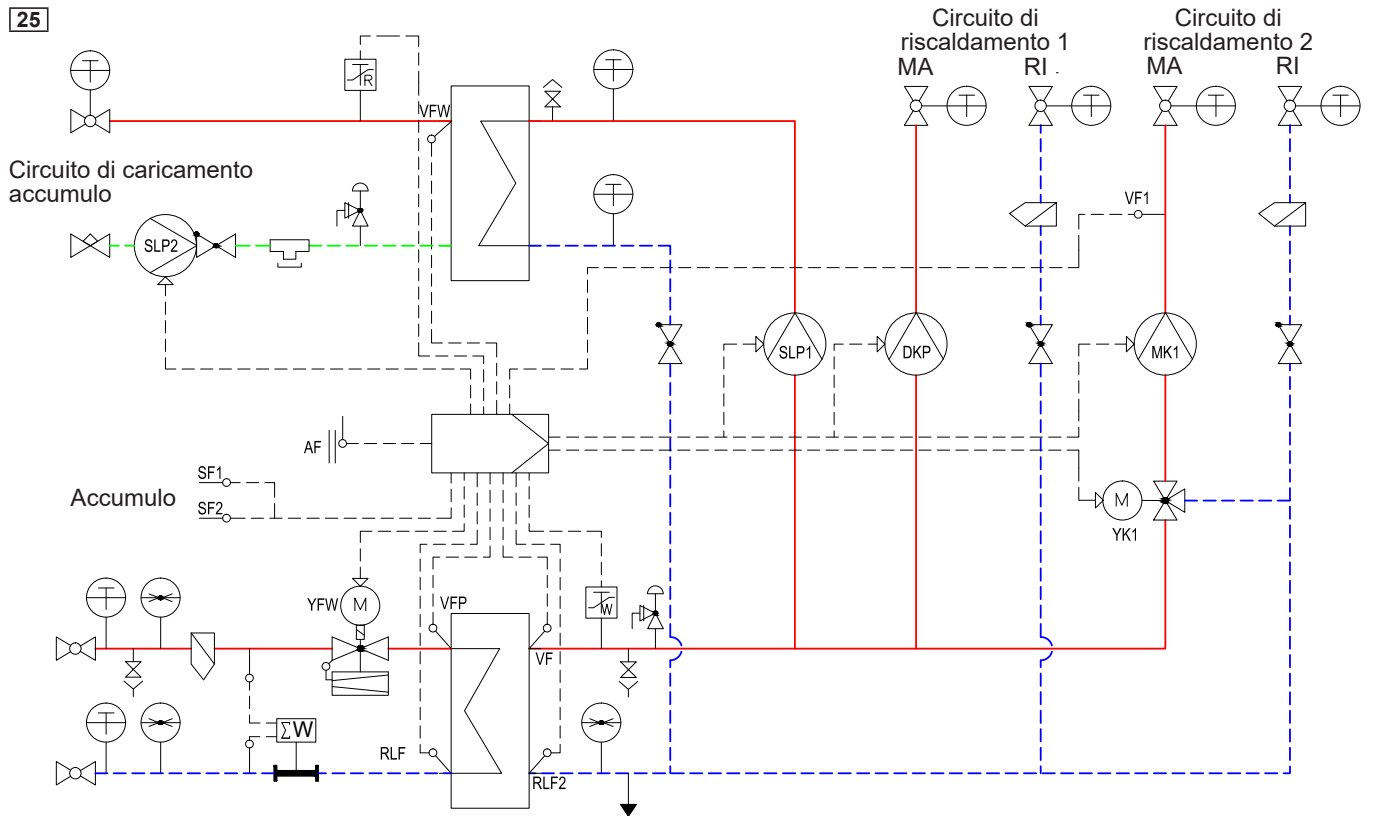 25
Circuito di
riscaldamento 1
Circuito di
riscaldamento 2
MA
RI
MA
RI
T
T
T
T
T
T
R
VFW
Circuito di caricamento
accumulo
T
SLP2
VF1
SLP1
DKP
MK1
AF
SF1
SF2
Accumulo
M
YK1
T
YFW
M
VFP
W
VF
T
ΣW
RLF
RLF2